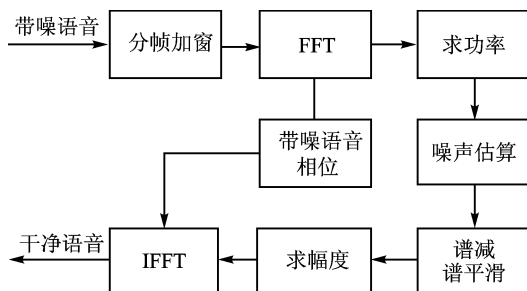 带噪语音
分帧加窗
FFT
求功率
带噪语音
相位
噪声估算
干净语音
IFFT
求幅度
谱减
谱平滑